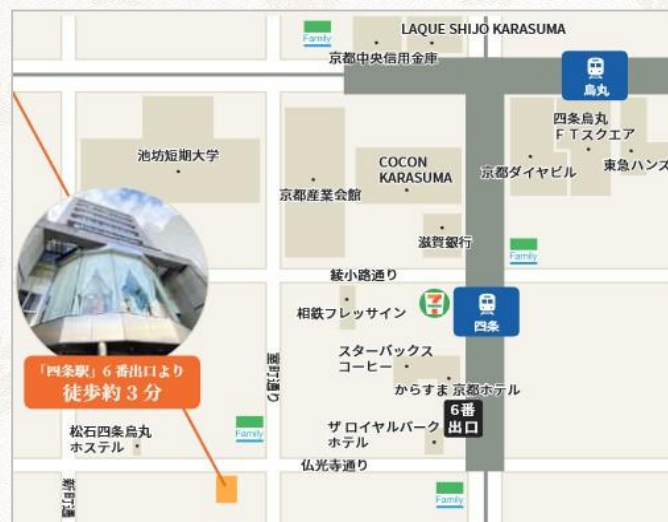 LAQUE SHIJO KARASUMA
Family
京都中央信用金庫
烏丸
四条烏丸
FTスクエア
池坊短期大学
COCON
KARASUMA
京都ダイヤビル
東急ハンズ
京都産業会館
滋賀銀行
Family
綾小路通り
相鉄フレッサイン
7
四条
スターバックス
コーヒー
室町通り
「四条駅」6番出口より
徒歩約3分
からすま京都ホテル
6番
出口
松石四条烏丸
ホステル
Family
ザ ロイヤルパーク
ホテル
仏光寺通り
新町通
Family